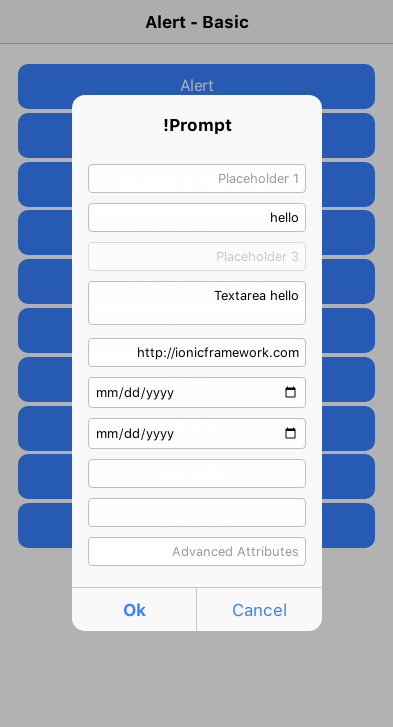 Alert - Basic
Alert
!Prompt
Placeholder 1
hello
Placeholder 3
Textarea hello
http://ionicframework.com
mm/dd/yyyy
mm/dd/yyyy
Advanced Attributes
Ok
Cancel